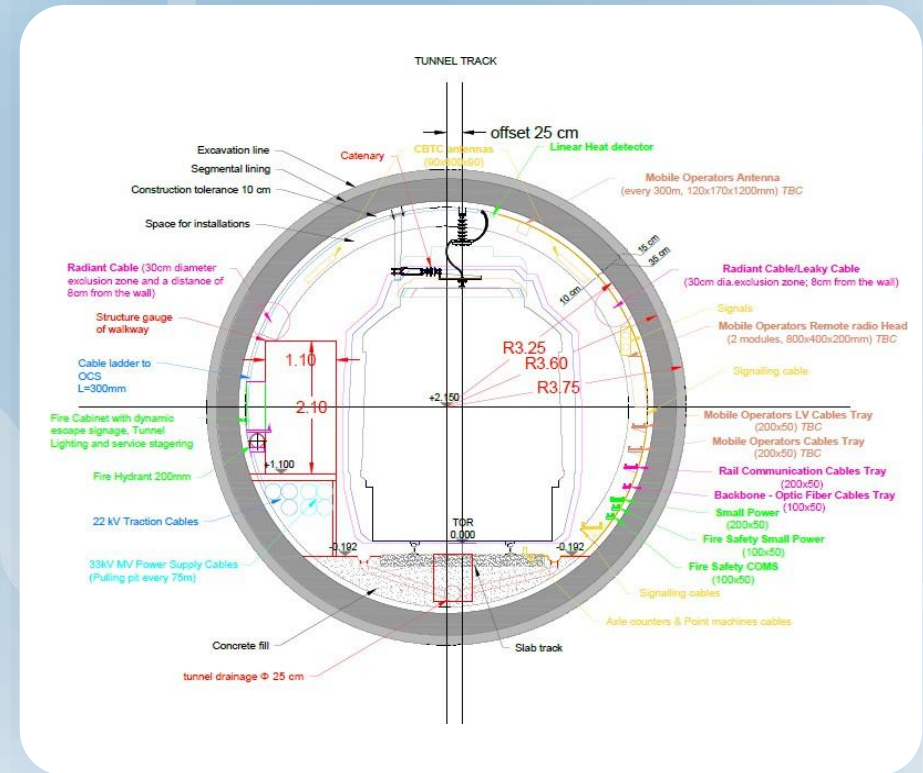 TUNNEL TRACK
offset 25 cm
Excavation line
Segmental lining
Construction tolerance 10 cm
Space for installations
Catenary
CBTC antennas
Linear Heat detector
Mobile Operators Antenna
(every 300m, 120x170x1200mm) TBC
15 cm
35 cm
10 cm
Radiant Cable (30cm diameter
exclusion zone and a distance of
8cm from the wall)
Radiant Cable/Leaky Cable
(30cm dia.exclusion zone; 8cm from the wall)
Structure gauge
of walkway
Signals
Mobile Operators Remote radio Head
(2 modules, 800x400x200mm) TBC
R3.25
R3.60
R3.75
1.10
2.10
Cable ladder to
OCS
L=300mm
Signalling cable
+2,150
Fire Cabinet with dynamic
escape signage, Tunnel
Lighting and service stagering
Mobile Operators LV Cables Tray
(200x50) TBC
Mobile Operators Cables Tray
(200x50) TBC
Fire Hydrant 200mm
+1,100
Rail Communication Cables Tray
(200x50)
Backbone - Optic Fiber Cables Tray
(100x50)
22 kV Traction Cables
Small Power
(200x50)
TOR
0,000
-0,192
-0,192
Fire Safety Small Power
(100x50)
33kV MV Power Supply Cables
(Pulling pit every 75m)
Fire Safety COMS
(100x50)
Signalling cables
Axle counters & Point machines cables
Concrete fill
Slab track
tunnel drainage Φ 25 cm